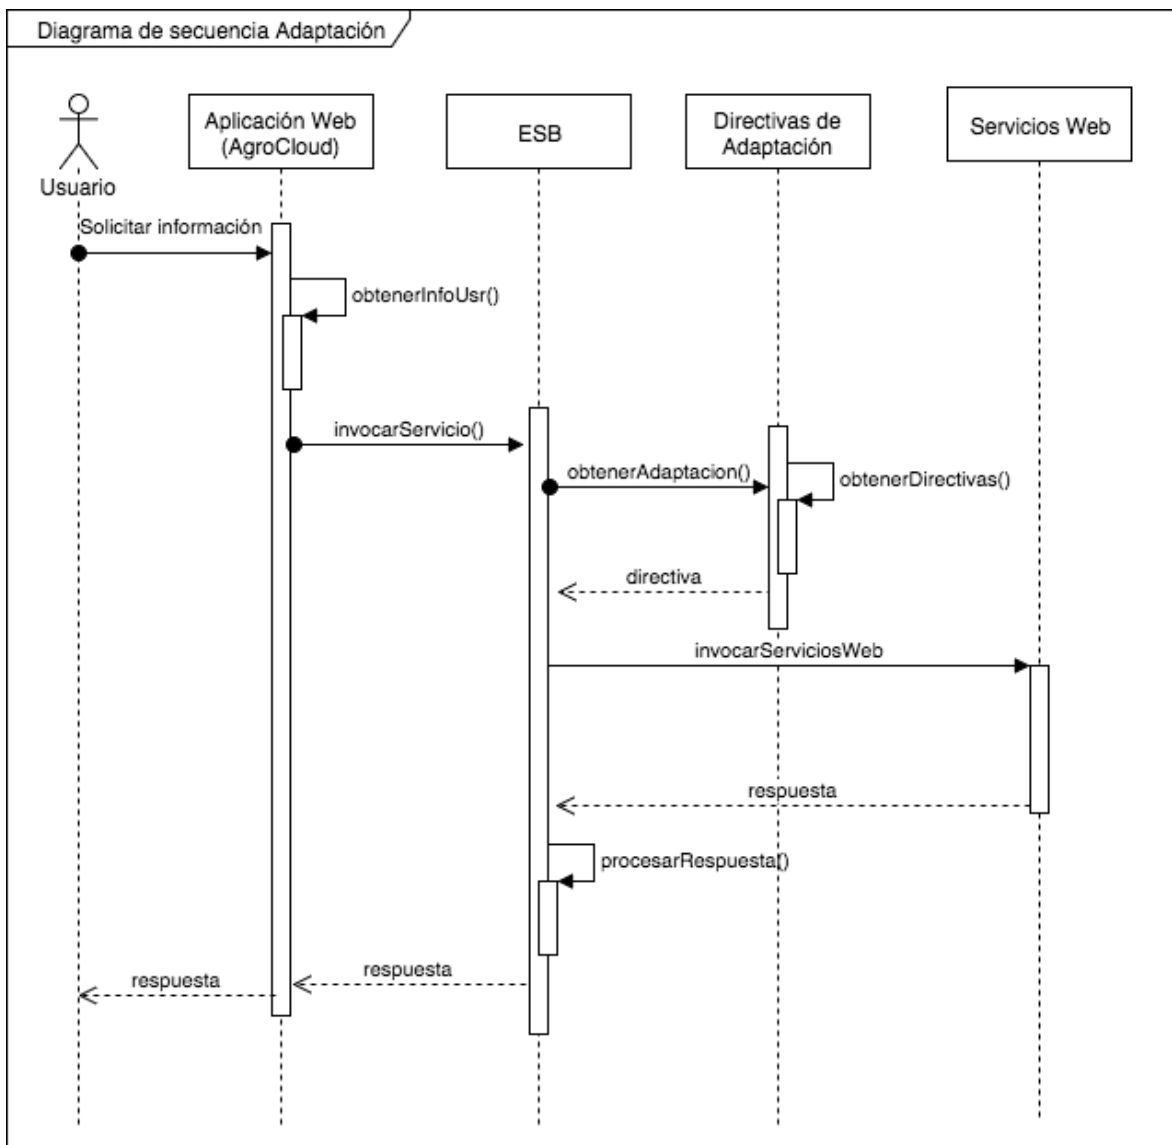 Diagrama de secuencia Adaptación
Aplicación Web
(AgroCloud)
ESB
Directivas de
Adaptación
Servicios Web
Usuario
Solicitar información
obtenerInfoUsr()
invocarServicio()
obtenerAdaptacion()
obtenerDirectivas()
directiva
invocarServiciosWeb
respuesta
procesarRespuesta()
respuesta
respuesta